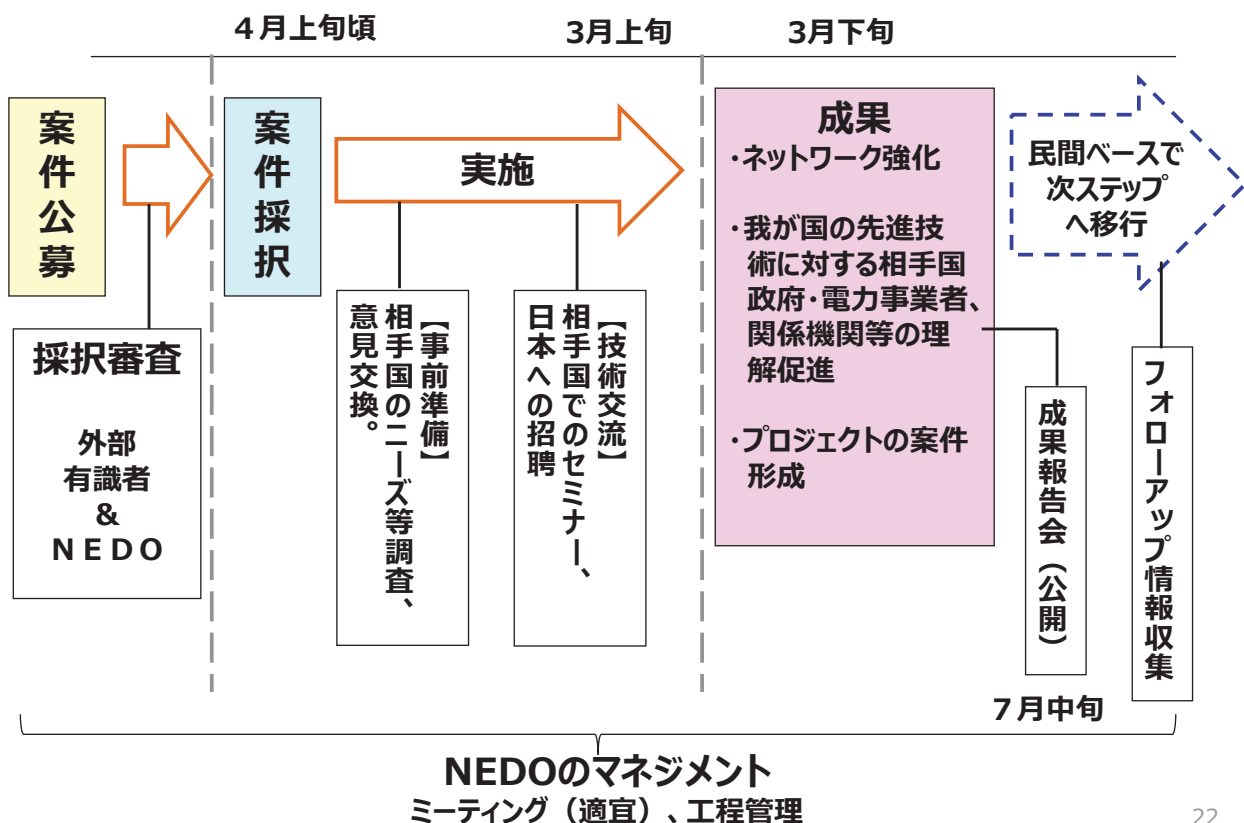 ４月上旬頃
3月上旬
3月下旬
案件公募
採択審査
外部
有識者
&
ＮＥＤＯ
案件採択
実施
【事前準備】
相手国のニーズ等調査、
意見交換。
【技術交流】
相手国でのセミナー、
日本への招聘
成果
・ネットワーク強化
・我が国の先進技
術に対する相手国
政府・電力事業者、
関係機関等の理
解促進
・プロジェクトの案件
形成
民間ベースで
次ステップ
へ移行
成果報告会（公開）
７月中旬
フォローアップ情報収集
NEDOのマネジメント
ミーティング（適宜）、工程管理
22